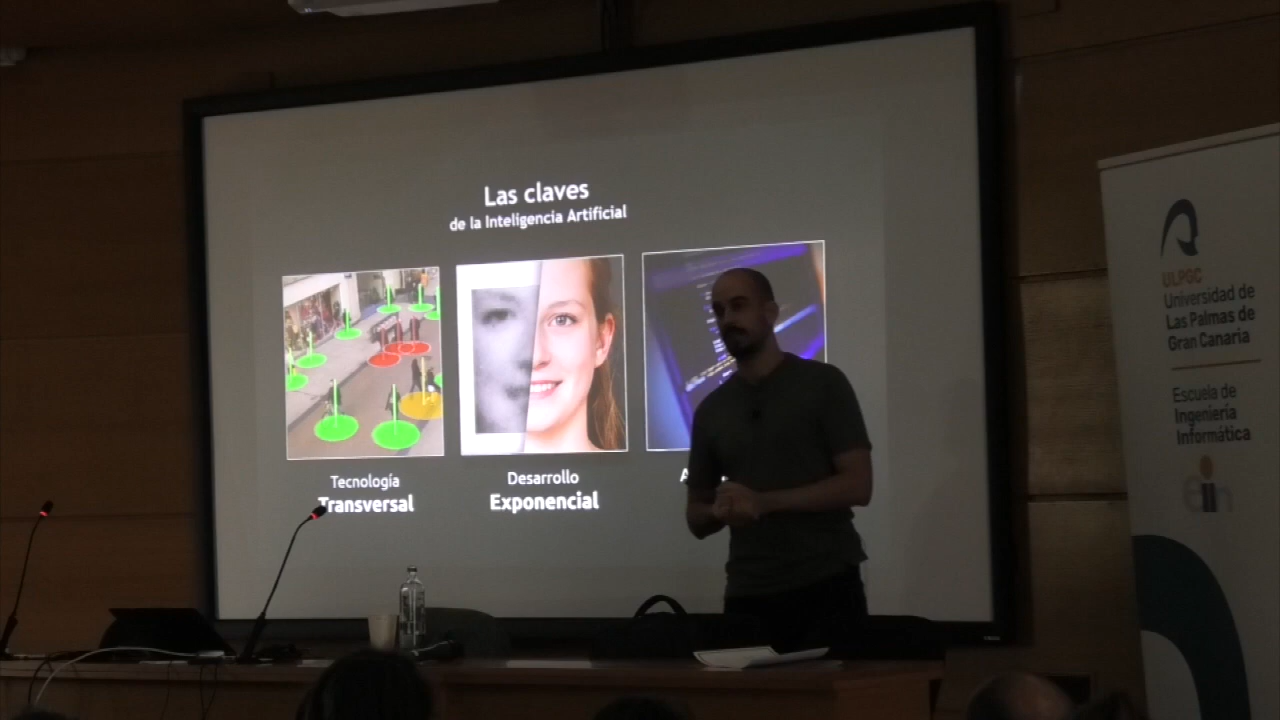 Las claves
de la Inteligencia Artificial
Tecnología
Transversal
Desarrollo
Exponencial
ULPGC
Universidad de
Las Palmas de
Gran Canaria
Escuela de
Ingeniería
Informática
eii